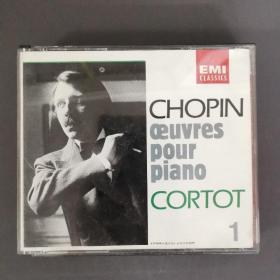 EMI
CLASSICS
CHOPIN
œuvres
pour
piano
CORTOT
1